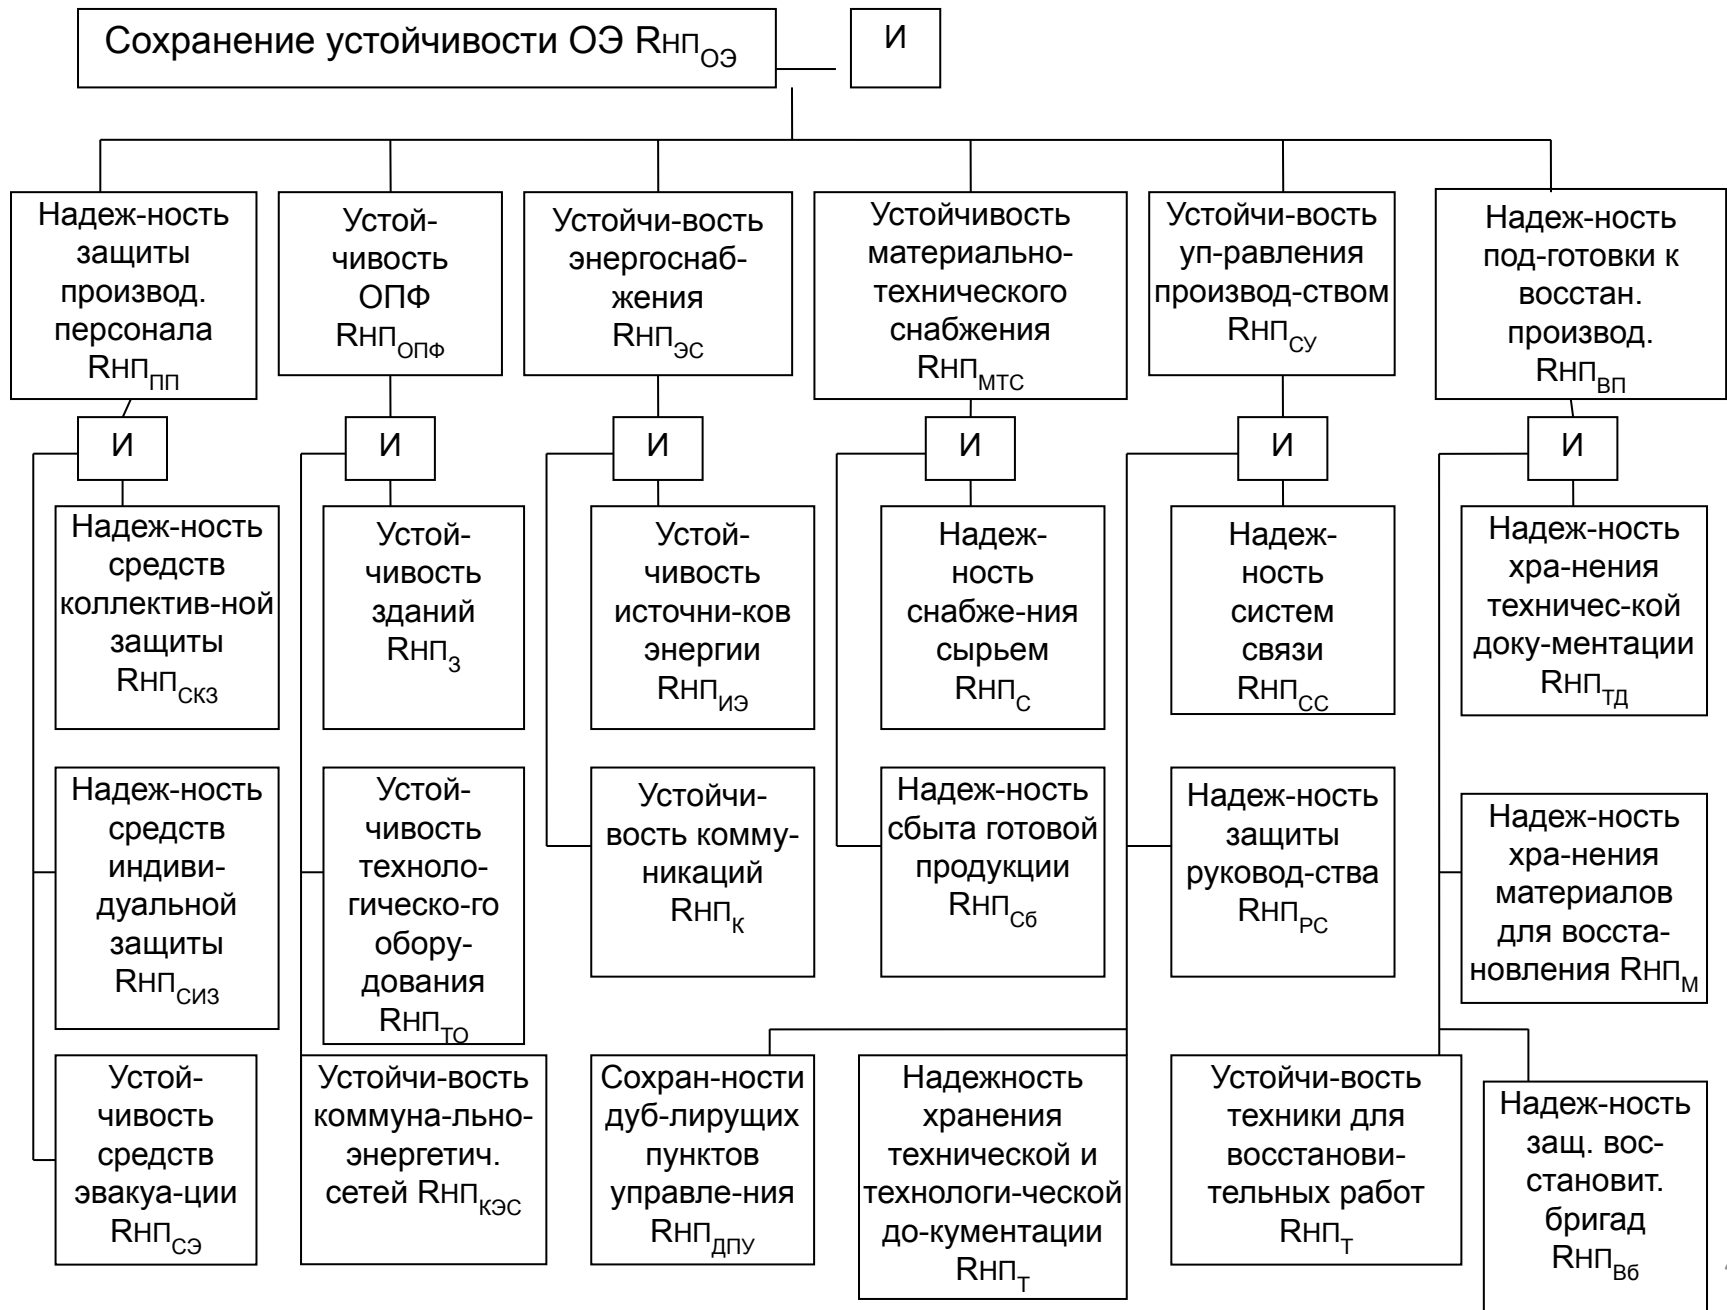 Сохранение устойчивости ОЭ RНП ОЭ
И
Надеж-ность
защиты
производ.
персонала
RНП ПП
Устой-
чивость
ОПФ
RНП ОПФ
Устойчи-вость
энергоснаб-
жения
RНП ЭС
Устойчивость
материально-
технического
снабжения
RНП МТС
Устойчи-вость
уп-равления
производ-ством
RНП СУ
Надеж-ность
под-готовки к
восстан.
производ.
RНП ВП
И
И
И
И
И
И
Надеж-ность
средств
коллектив-ной
защиты
RНП СКЗ
Устой-
чивость
зданий
RНП З
Устой-
чивость
источни-ков
энергии
RНП ИЭ
Надеж-
ность
снабже-ния
сырьем
RНП С
Надеж-
ность
систем
связи
RНП СС
Надеж-ность
хра-нения
техничес-кой
доку-ментации
RНП ТД
Надеж-ность
средств
индиви-
дуальной
защиты
RНП СИЗ
Устой-
чивость
техноло-
гическо-го
обору-
дования
RНП ТО
Устойчи-
вость комму-
никаций
RНП К
Надеж-ность
сбыта готовой
продукции
RНП Сб
Надеж-ность
защиты
руковод-ства
RНП РС
Надеж-ность
хра-нения
материалов
для восста-
новления RНП М
Устой-
чивость
средств
эвакуа-ции
RНП СЭ
Устойчи-вость
коммуна-льно-
энергетич.
сетей RНП КЭС
Сохран-ности
дуб-лирущих
пунктов
управле-ния
RНП ДПУ
Надежность
хранения
технической и
технологи-ческой
до-кументации
RНП Т
Устойчи-вость
техники для
восстанови-
тельных работ
RНП Т
Надеж-ность
защ. вос-
становит.
бригад
RНП Вб